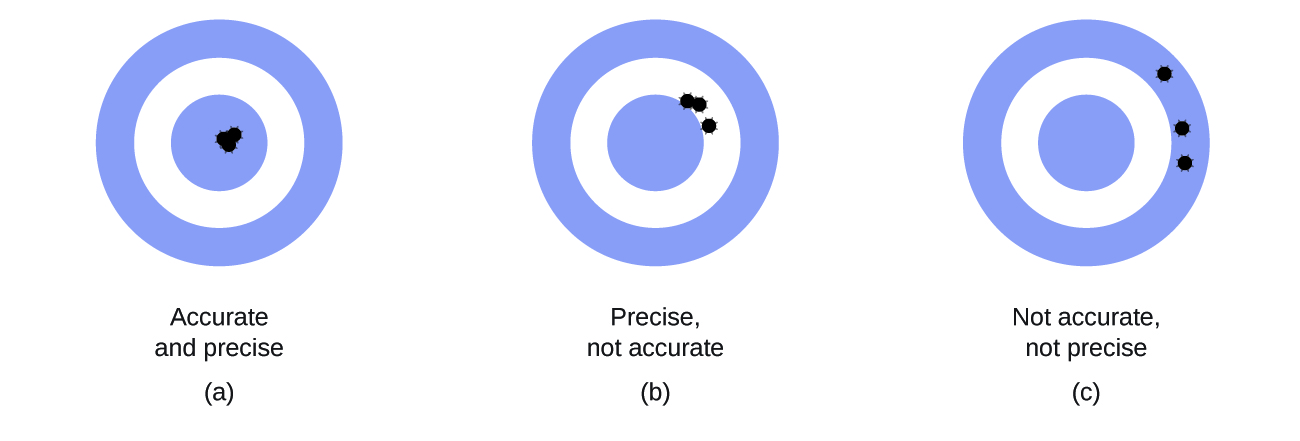 Accurate
and precise
(a)
Precise,
not accurate
(b)
Not accurate,
not precise
(c)